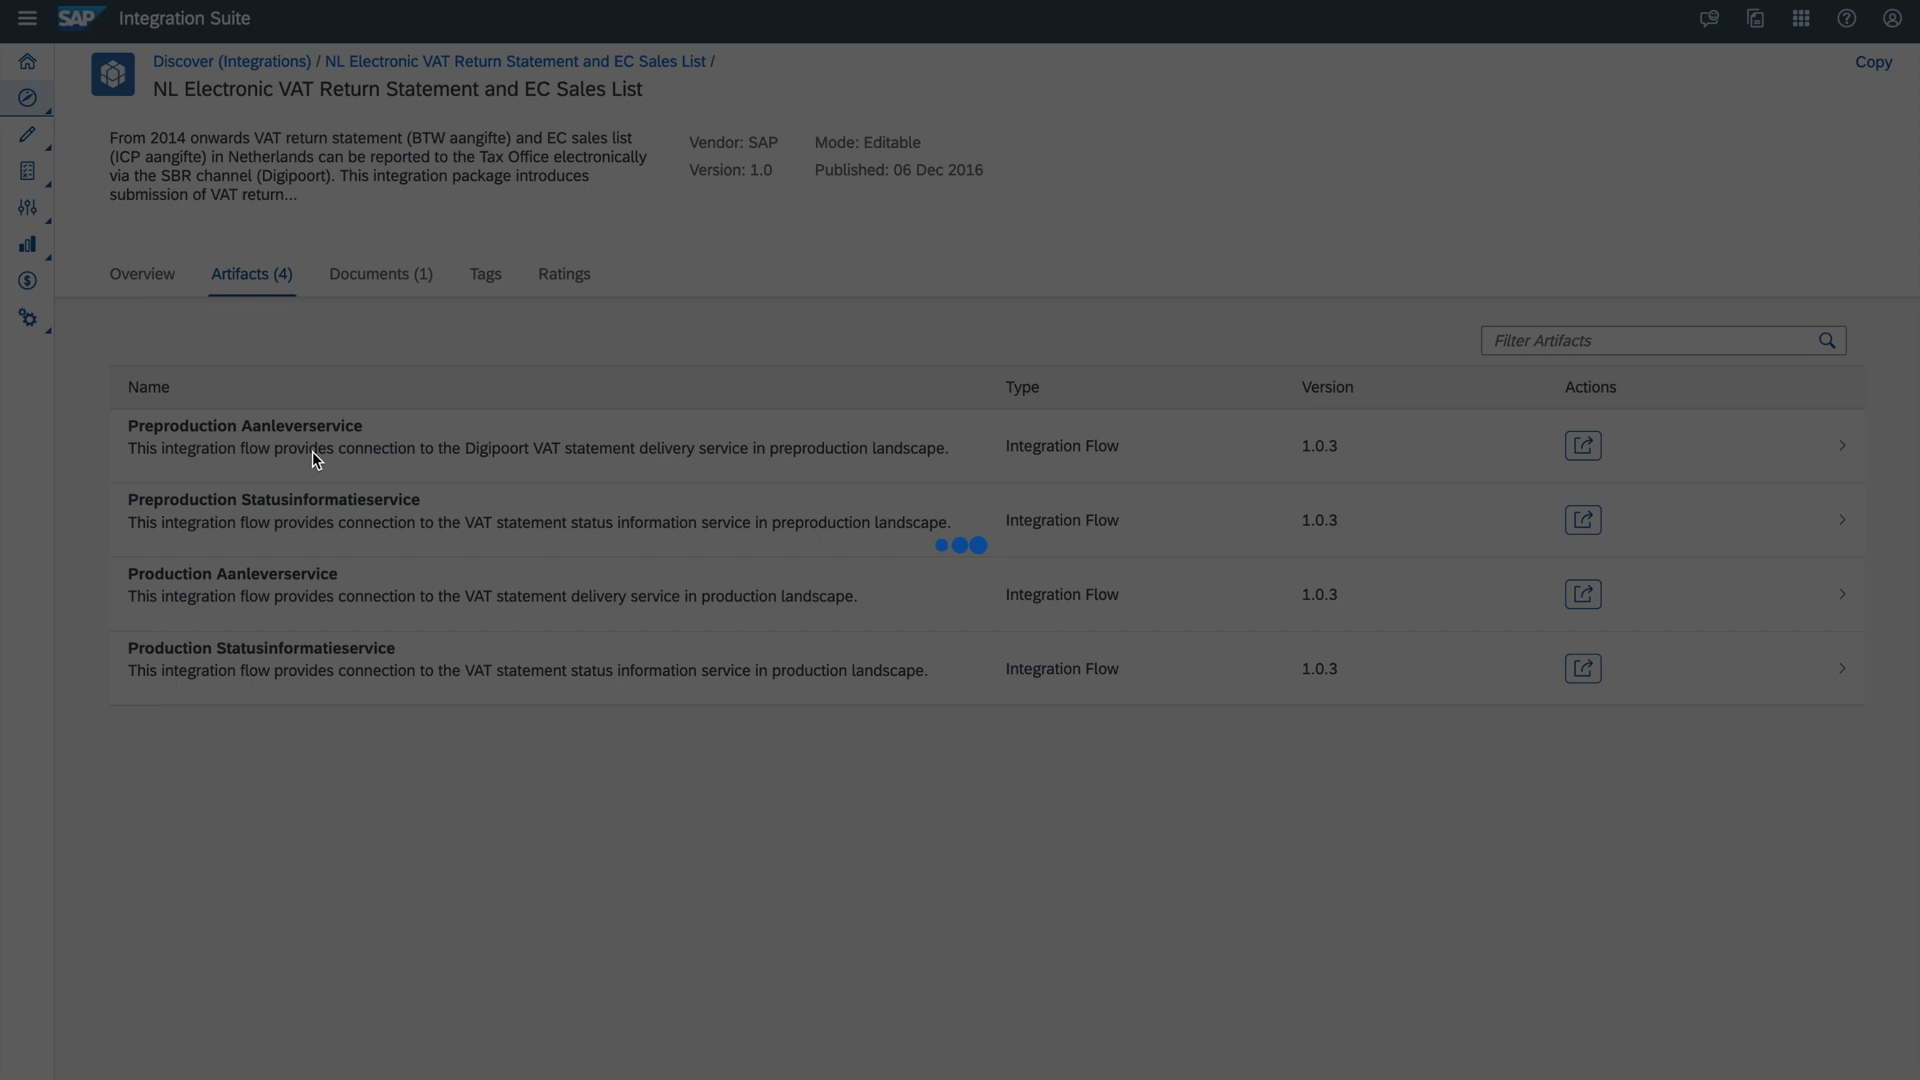 SAP Integration Suite
Discover (Integrations) / NL Electronic VAT Return Statement and EC Sales List /
Copy
NL Electronic VAT Return Statement and EC Sales List
From 2014 onwards VAT return statement (BTW aangifte) and EC sales list
(ICP aangifte) in Netherlands can be reported to the Tax Office electronically
via the SBR channel (Digipoort). This integration package introduces
submission of VAT return...
Vendor: SAP
Mode: Editable
Version: 1.0
Published: 06 Dec 2016
Overview
Artifacts (4)
Documents (1)
Tags
Ratings
Filter Artifacts
Name
Type
Version
Actions
Preproduction Aanleverservice
This integration flow provides connection to the Digipoort VAT statement delivery service in preproduction landscape.
Integration Flow
1.0.3
Preproduction Statusinformatieservice
This integration flow provides connection to the VAT statement status information service in preproduction landscape.
Integration Flow
1.0.3
Production Aanleverservice
This integration flow provides connection to the VAT statement delivery service in production landscape.
Integration Flow
1.0.3
Production Statusinformatieservice
This integration flow provides connection to the VAT statement status information service in production landscape.
Integration Flow
1.0.3